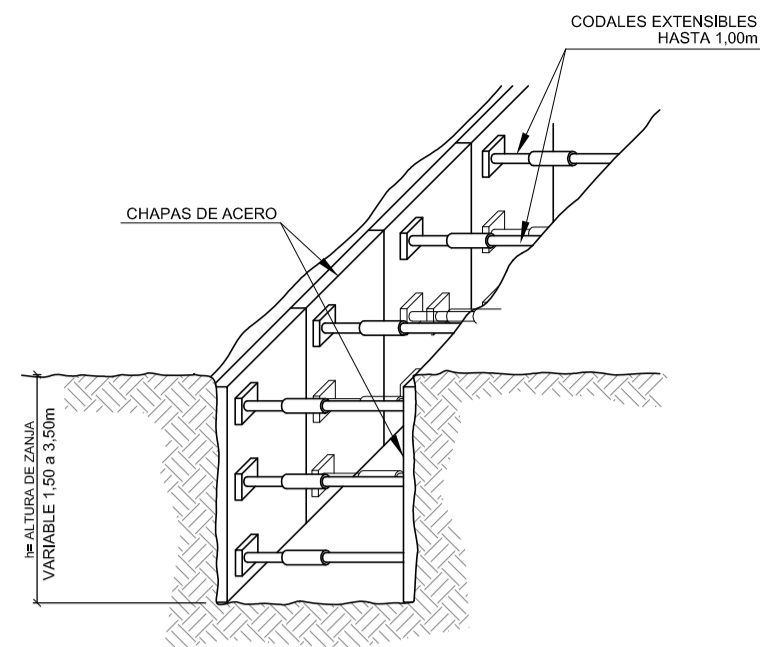 CODALES EXTENSIBLES
HASTA 1,00m
CHAPAS DE ACERO
h= ALTURA DE ZANJA
VARIABLE 1,50 a 3,50m